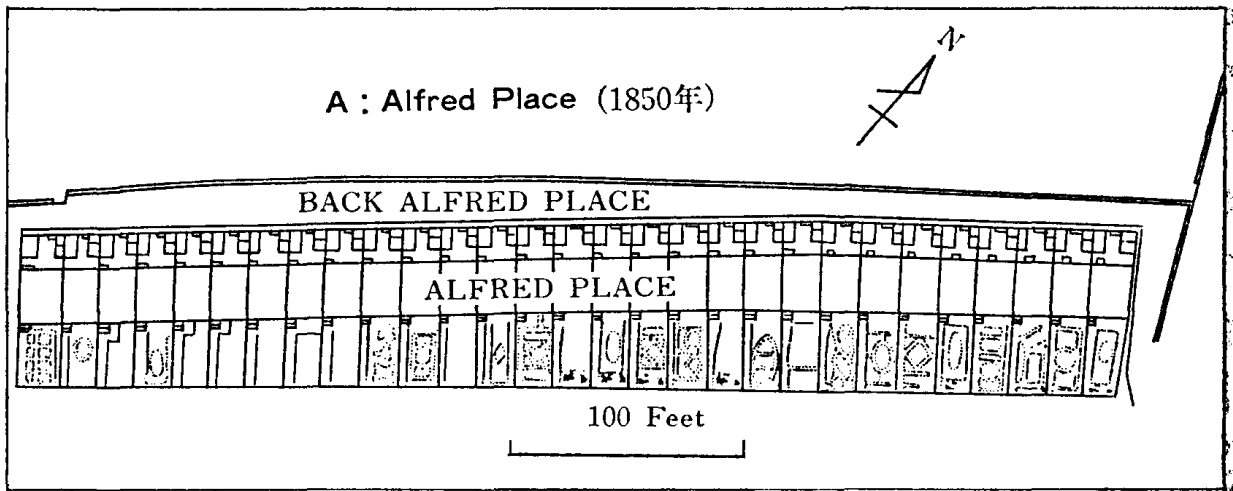 N
A : Alfred Place (1850年)
BACK ALFRED PLACE
ALFRED PLACE
100 Feet